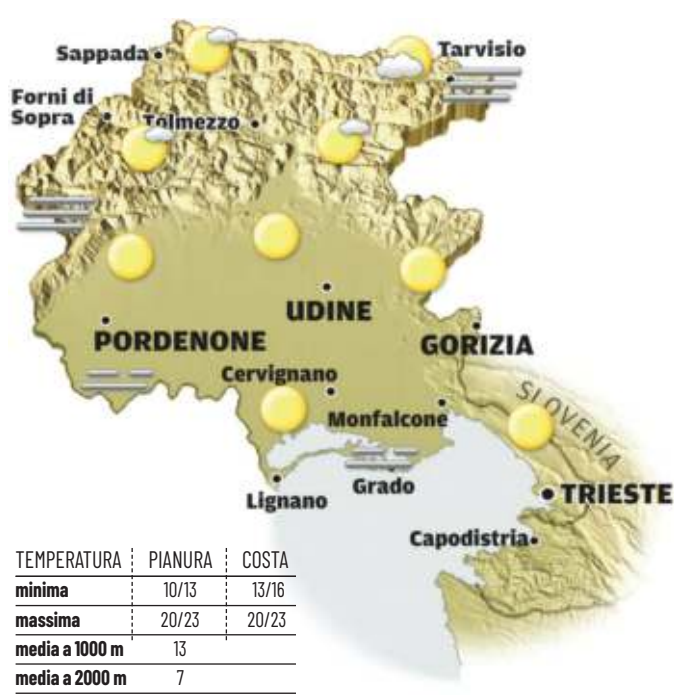 Sappada
Tarvisio
Forni di
Sopra
Tolmezzo
UDINE
PORDENONE
GORIZIA
Cervignano
Monfalcone
SLOVENIA
Lignano
Grado
TRIESTE
Capodistria
TEMPERATURA PIANURA COSTA
minima 10/13 13/16
massima 20/23 20/23
media a 1000 m 13
media a 2000 m 7